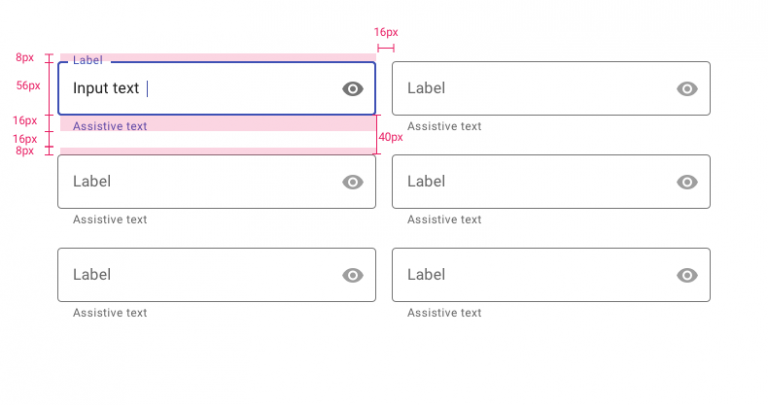 16px
8px
Label
56px
Input text
Label
16px
Assistive text
Assistive text
16px
40px
8px
Label
Label
Assistive text
Assistive text
Label
Label
Assistive text
Assistive text